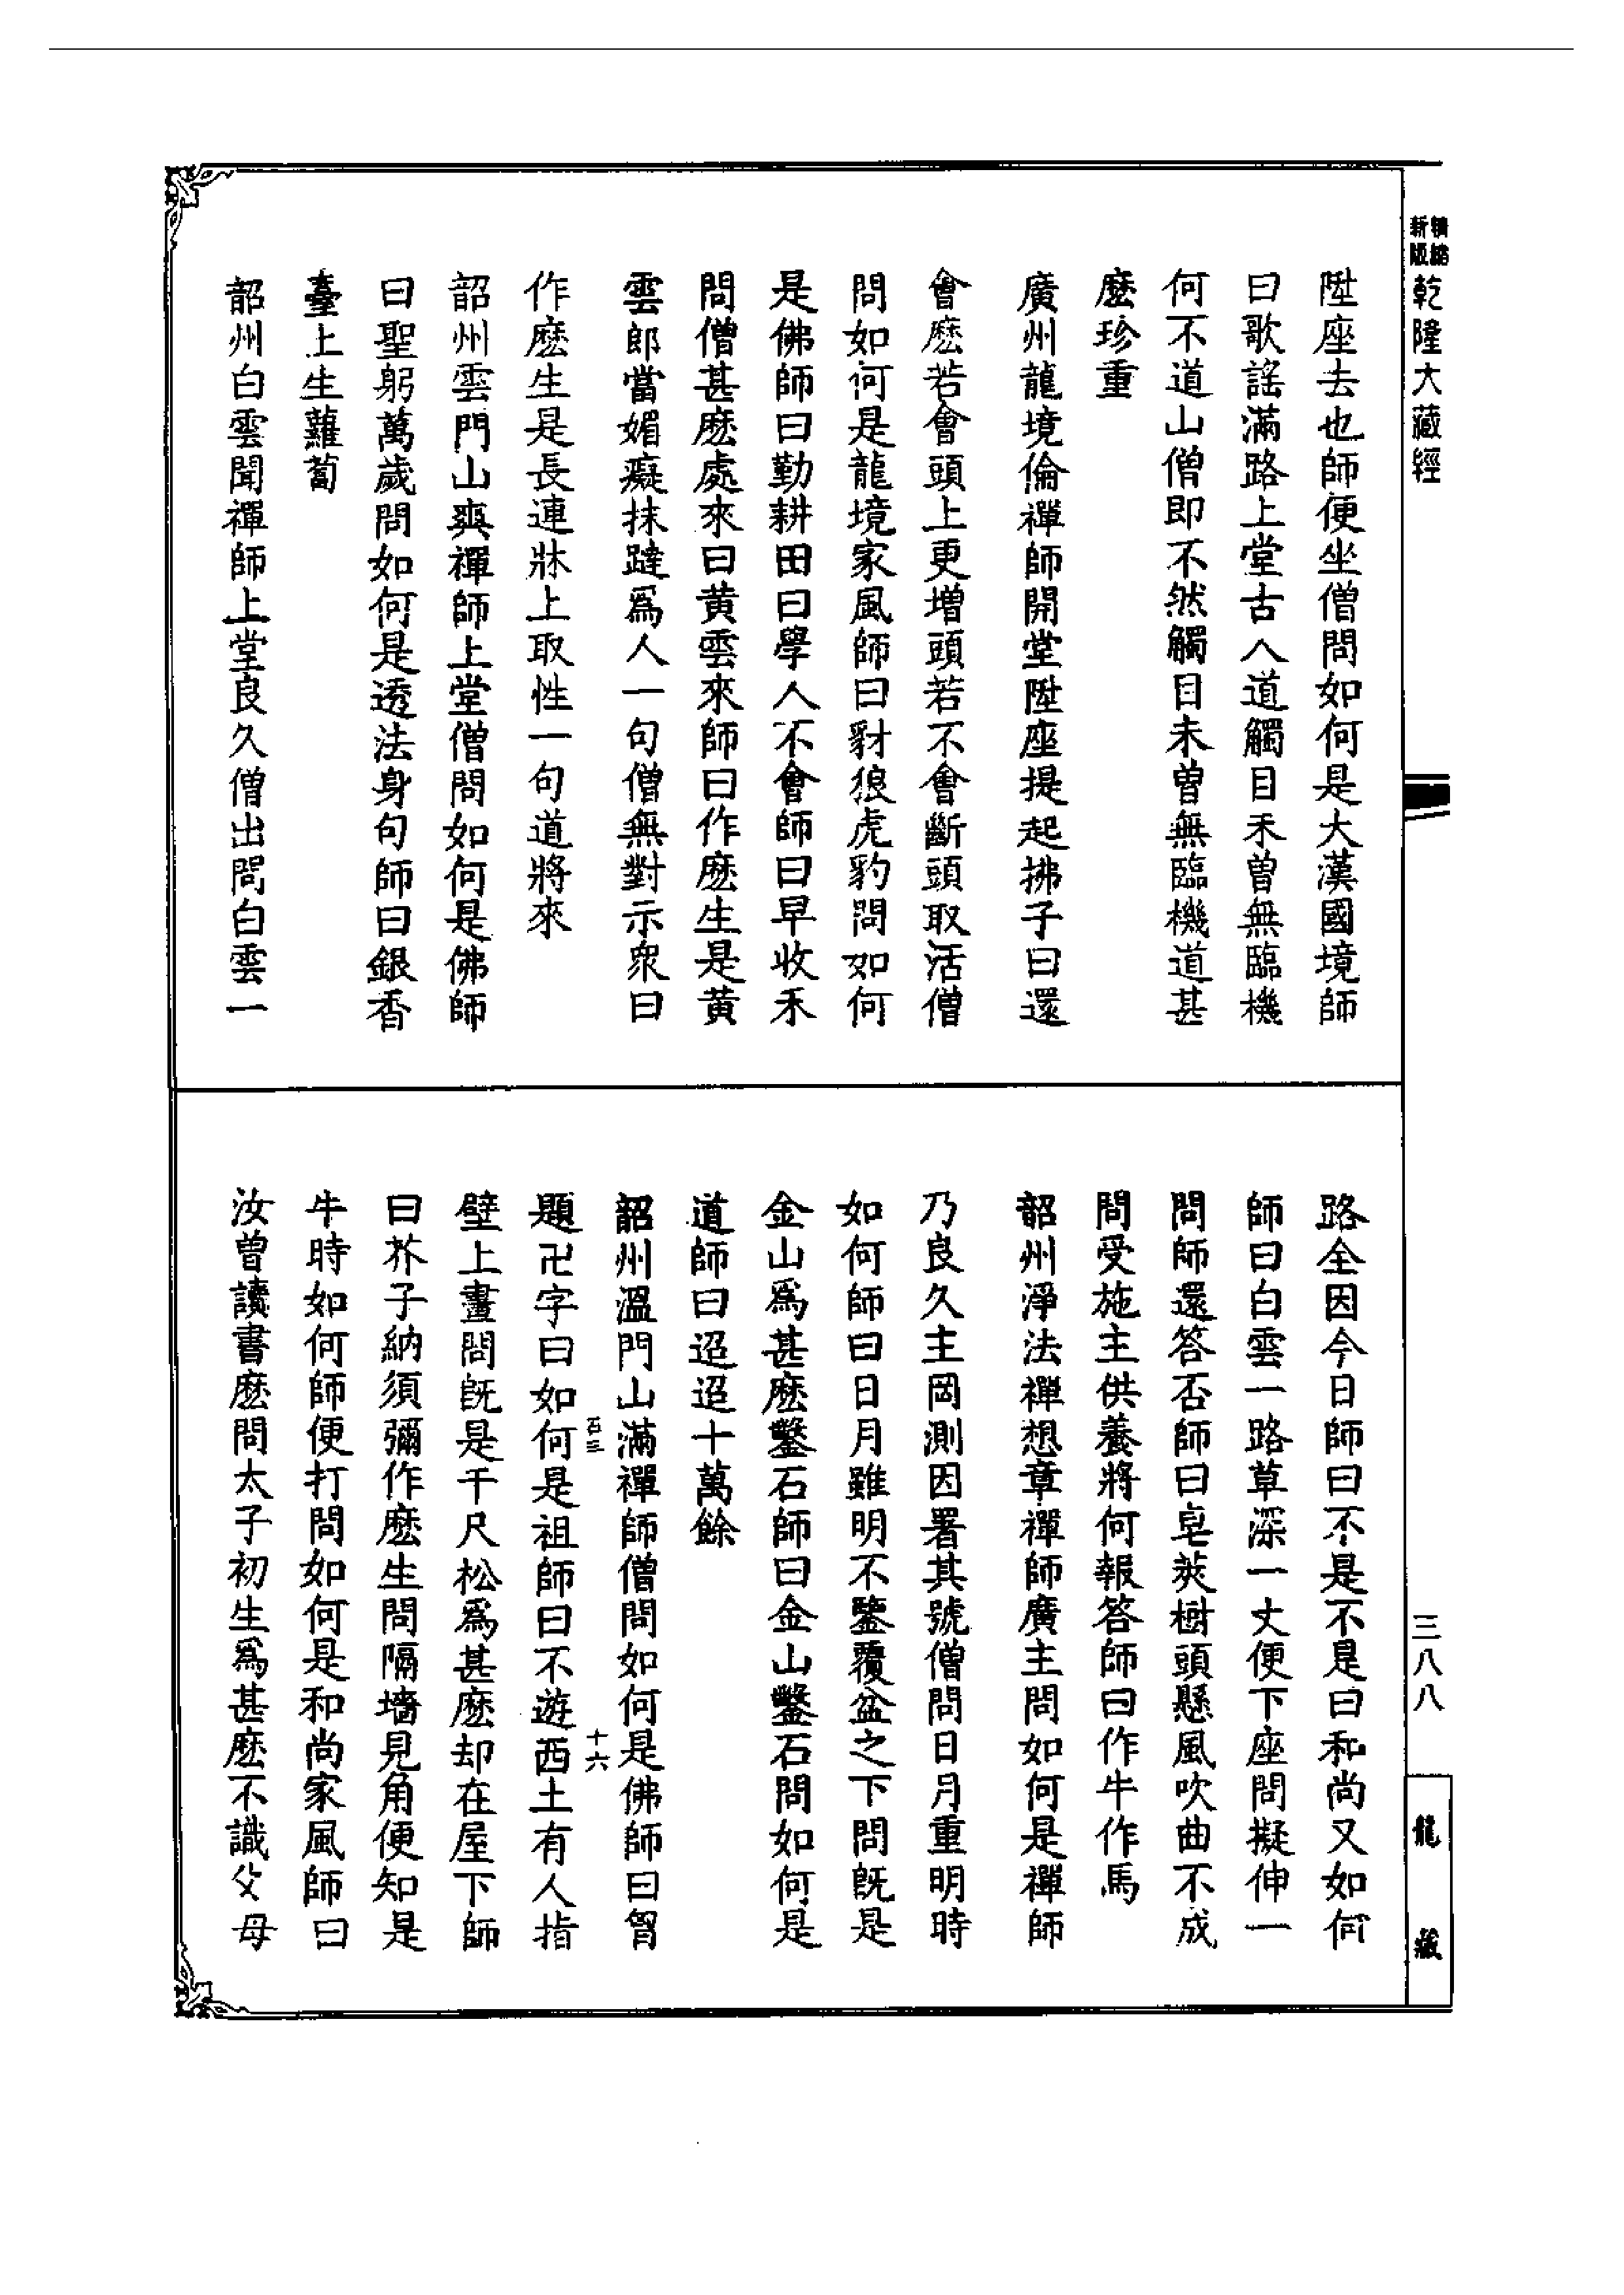 精縮
新版
乾隆大藏經
三八八
龍藏
陞座去也師便坐僧問如何是大漢國境師
曰歌謠滿路上堂古人道觸目未曽無臨機
何不道山僧即不然觸目未曽無臨機道甚
麽珍重
廣州龍境倫禪師開堂陞座提起拂子曰還
會麽若會頭上更增頭若不會斷頭取活僧
問如何是龍境家風師曰豺狼虎豹問如何
是佛師曰勤耕田曰學人不會師曰早收禾
問僧甚麽處來曰黄雲來師曰作麽生是黄
雲郎當媚癡抹䟦爲人一句僧無對示衆曰
作麽生是長連牀上取性一句道將來
韶州雲門山爽禪師上堂僧問如何是佛師
曰聖躬萬歲問如何是透法身句師曰銀香
臺上生蘿蔔
韶州白雲聞禪師上堂良久僧出問白雲一
路全因今日師曰不是不是曰和尚又如何
師曰白雲一路草深一丈便下座問擬伸一
問師還答否師曰皂莢樹頭懸風吹曲不成
問受施主供養將何報答師曰作牛作馬
韶州淨法禪想章禪師廣主問如何是禪師
乃良久主罔測因署其號僧問日月重明時
如何師曰日月雖明不鑒覆盆之下問旣是
金山爲甚麽鑿石師曰金山鑿石問如何是
道師曰迢迢十萬餘
韶州溫門山滿禪師僧問如何是佛師曰胷
題卍字曰如何是祖師曰不遊西土有人指
壁上畫問旣是千尺松爲甚麽却在屋下師
曰芥子納須彌作麽生問隔墻見角便知是
牛時如何師便打問如何是和尚家風師曰
汝曾讀書麽問太子初生爲甚麽不識父母
十六